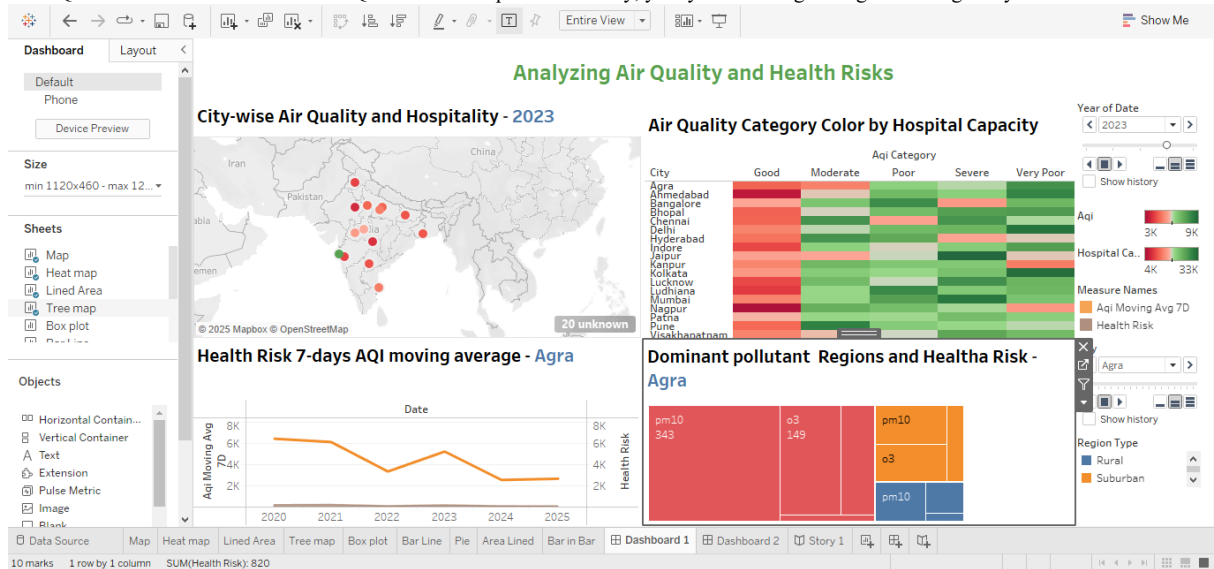 Entire View
Show Me
Dashboard
Layout
Default
Phone
Device Preview
Size
min 1120x460 - max 12...
Sheets
Map
Heat map
Lined Area
Tree map
Box plot
Objects
Horizontal Contain...
Vertical Container
Text
Extension
Pulse Metric
Image
Analyzing Air Quality and Health Risks
City-wise Air Quality and Hospitality - 2023
Iran
China
Pakistan
© 2025 Mapbox © OpenStreetMap
20 unknown
Air Quality Category Color by Hospital Capacity
Aqi Category
City Good Moderate Poor Severe Very Poor
Agra
Ahmedabad
Bangalore
Bhopal
Chennai
Delhi
Hyderabad
Indore
Jaipur
Kanpur
Kolkata
Lucknow
Ludhiana
Mumbai
Nagpur
Patna
Pune
Visakhapatnam
Health Risk 7-days AQI moving average - Agra
Date
Aqi Moving Avg 7D
8K
6K
4K
2K
8K
6K
4K
2K
Health Risk
2020 2021 2022 2023 2024 2025
Dominant pollutant Regions and Healtha Risk - Agra
pm10
343
o3
149
pm10
o3
pm10
Year of Date
2023
Show history
Aqi
3K 9K
Hospital Ca..
4K 33K
Measure Names
Aqi Moving Avg 7D
Health Risk
Agra
Show history
Region Type
Rural
Suburban
Data Source Map Heat map Lined Area Tree map Box plot Bar Line Pie Area Lined Bar in Bar Dashboard 1 Dashboard 2 Story 1
10 marks 1 row by 1 column SUM(Health Risk): 820